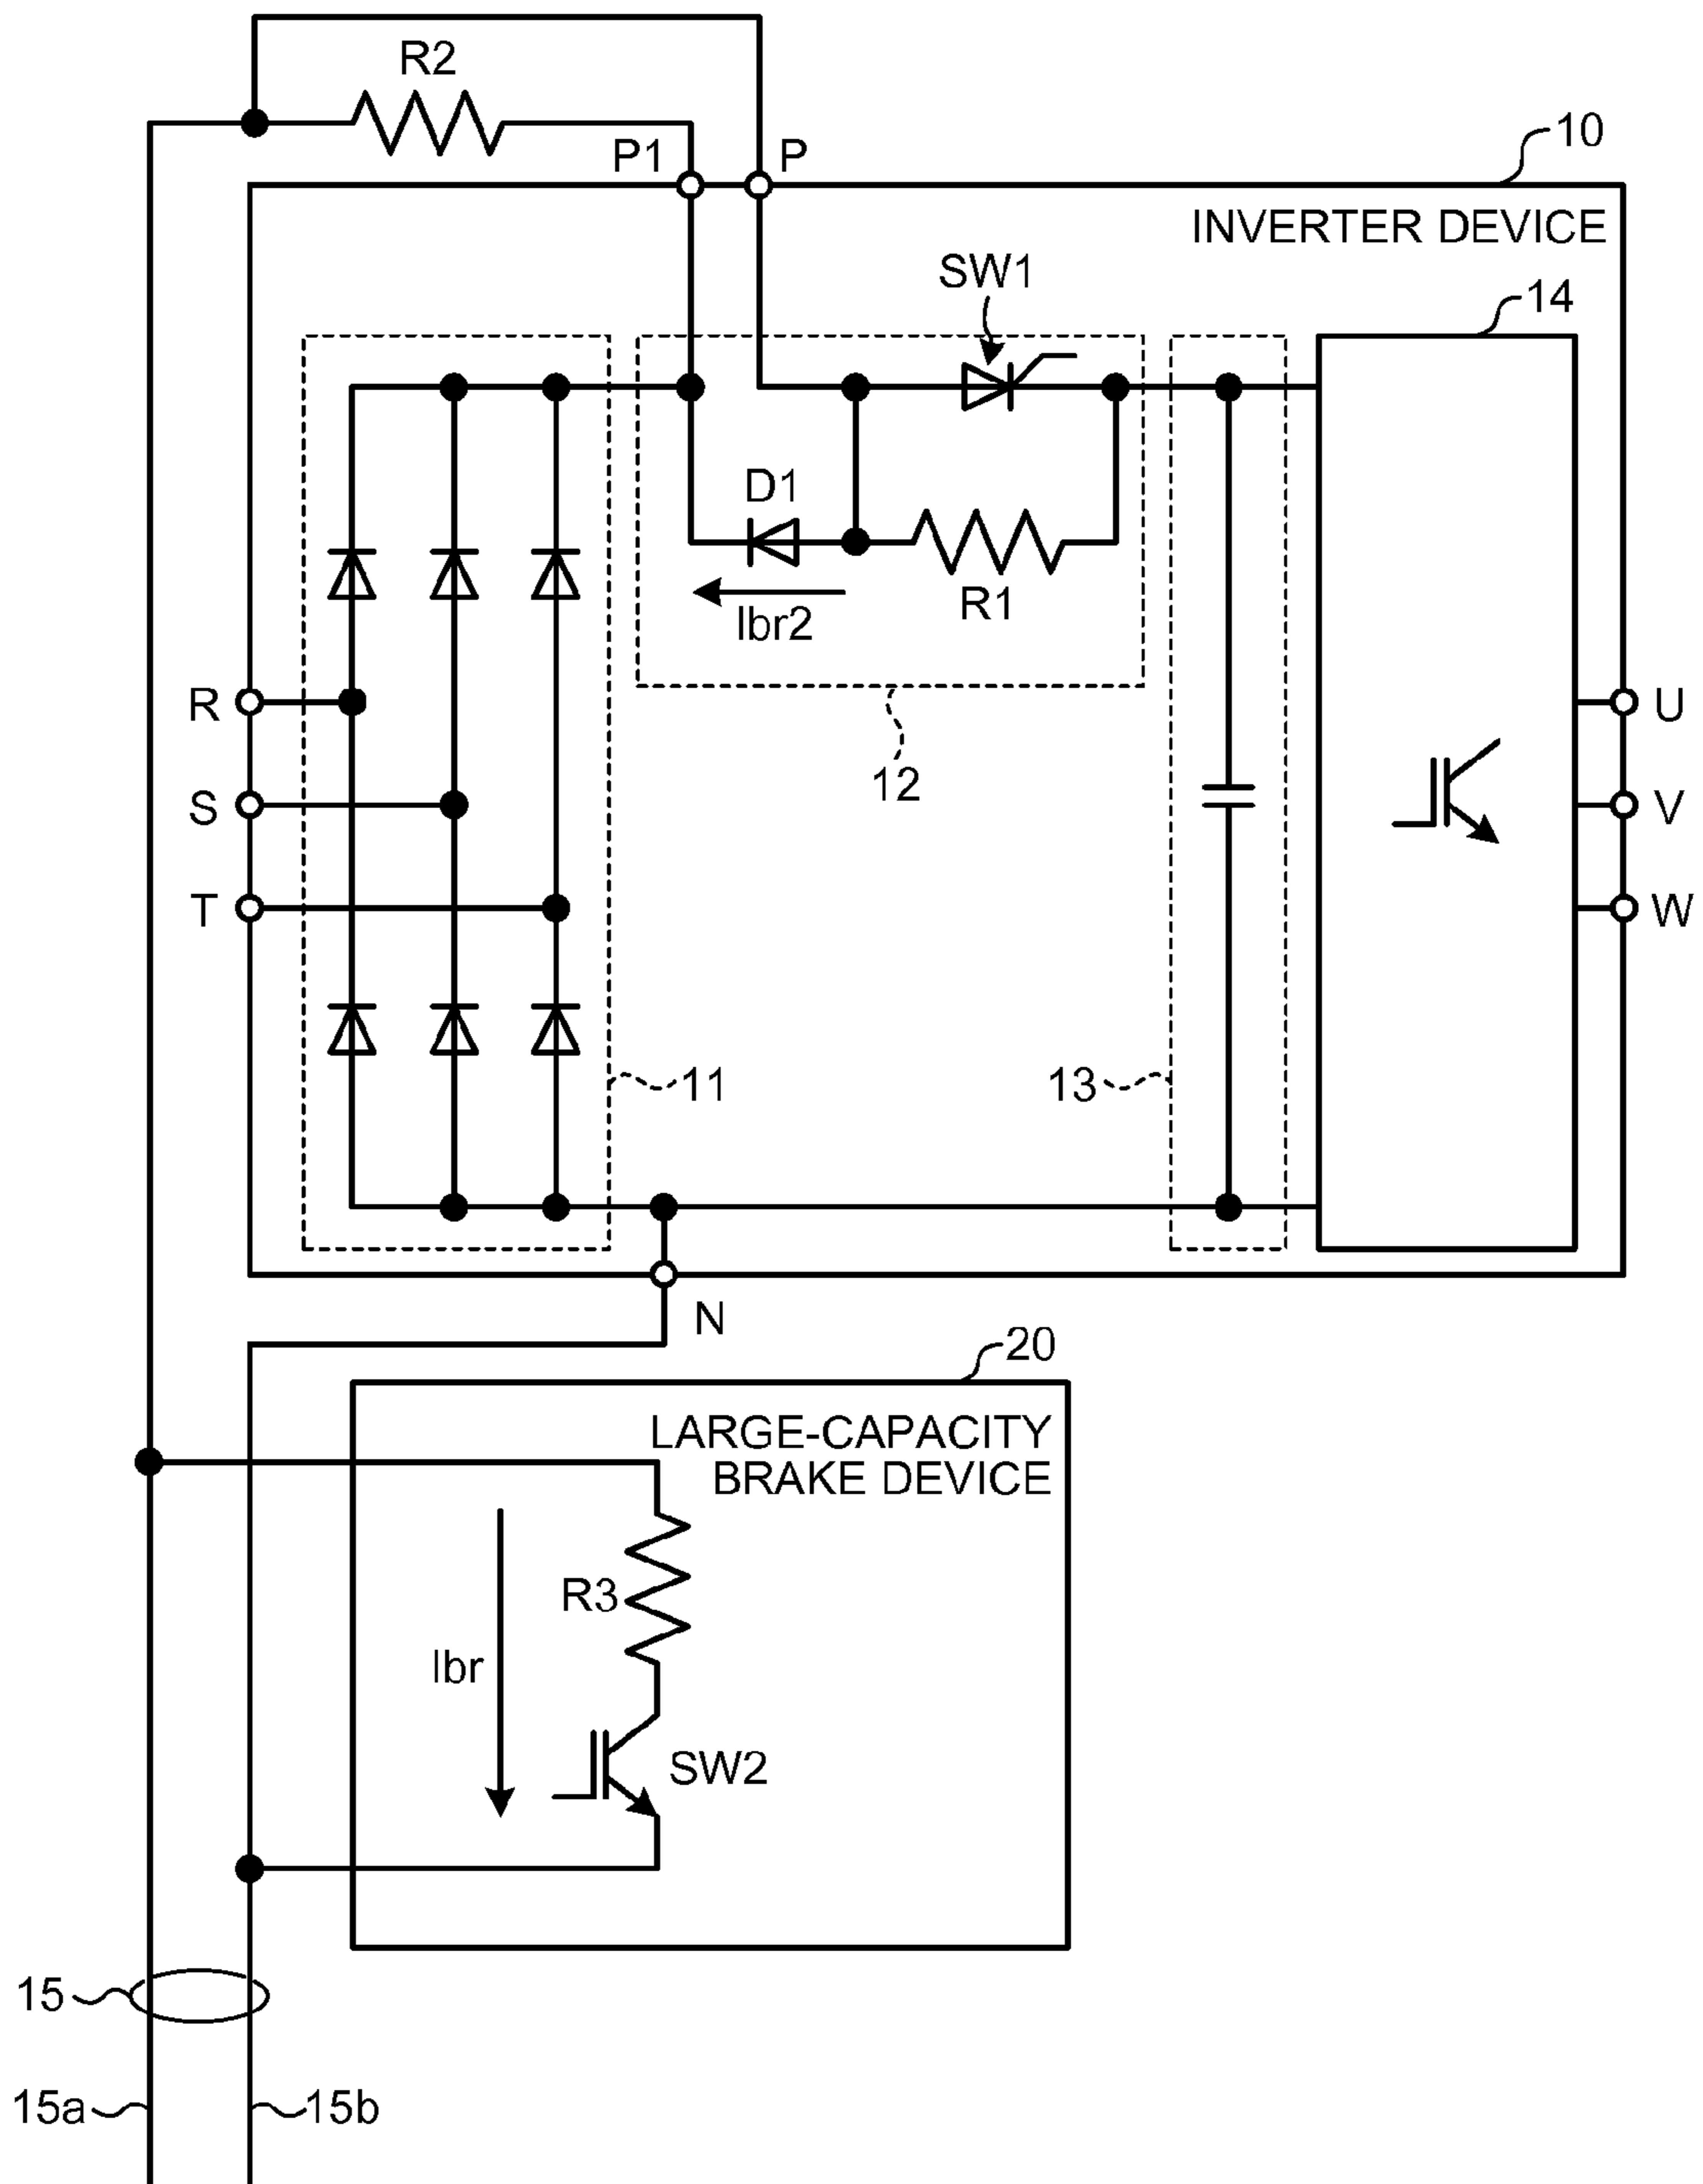 R2
P1
P
10
INVERTER DEVICE
SW1
14
D1
Ibr2
R1
R
S
T
12
U
V
W
11
13
N
20
LARGE-CAPACITY
BRAKE DEVICE
R3
Ibr
SW2
15
15a
15b